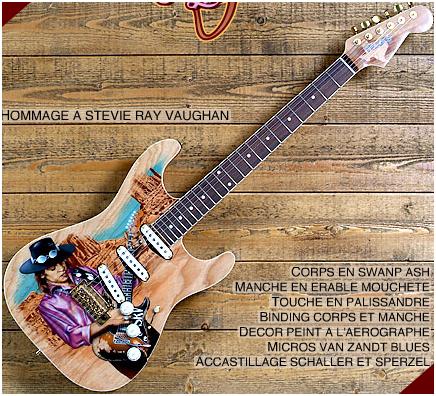 HOMMAGE A STEVIE RAY VAUGHAN
CORPS EN SWANP ASH
MANCHE EN ERABLE MOUCHETE
TOUCHE EN PALISSANDRE
BINDING CORPS ET MANCHE
DECOR PEINT A L'AEROGRAPHE
MICROS VAN ZANDT BLUES
ACCASTILLAGE SCHALLER ET SPERZEL